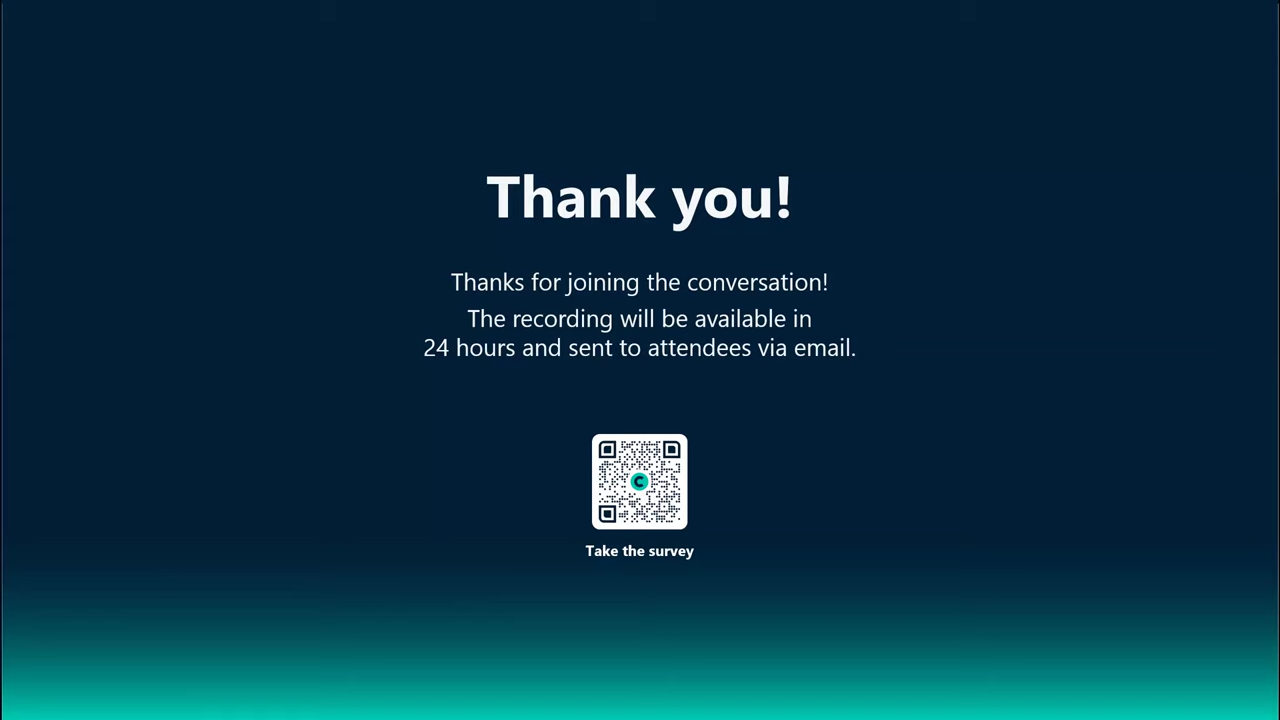 Thank you!
Thanks for joining the conversation!
The recording will be available in
24 hours and sent to attendees via email.
C
Take the survey